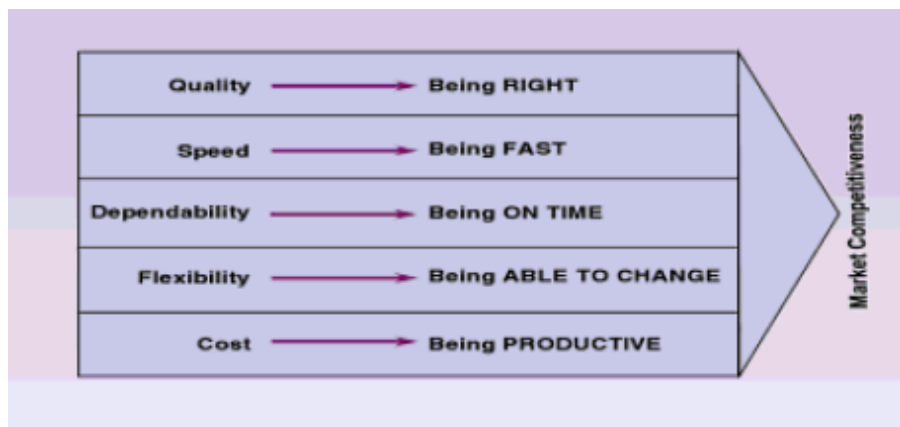 Quality Being RIGHT
Speed Being FAST
Dependability Being ON TIME
Flexibility Being ABLE TO CHANGE
Cost Being PRODUCTIVE
Market Competitiveness